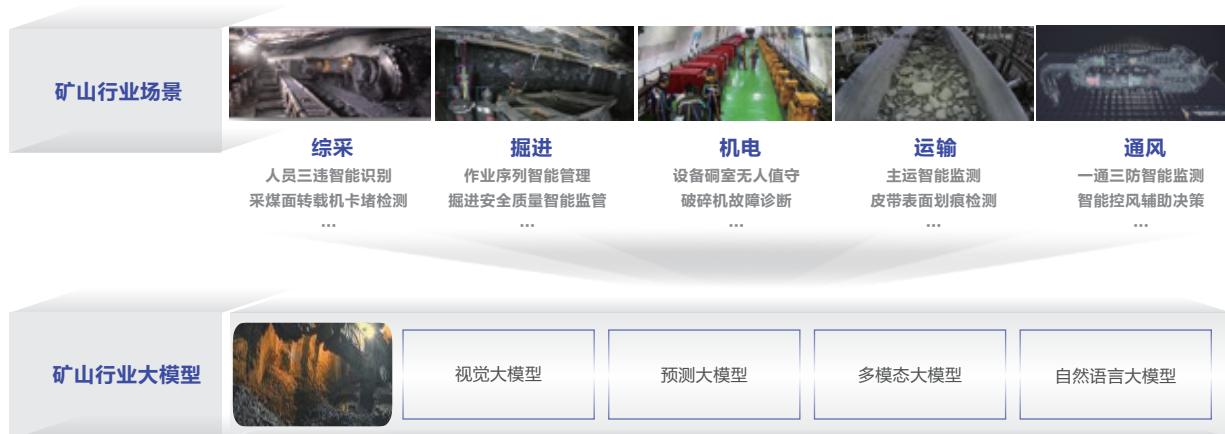 矿山行业场景
综采
人员三违智能识别
采煤面转载机卡堵检测
...
掘进
作业序列智能管理
掘进安全质量智能监管
...
机电
设备硐室无人值守
破碎机故障诊断
...
运输
主运智能监测
皮带表面划痕检测
...
通风
一通三防智能监测
智能控风辅助决策
...
矿山行业大模型
视觉大模型
预测大模型
多模态大模型
自然语言大模型